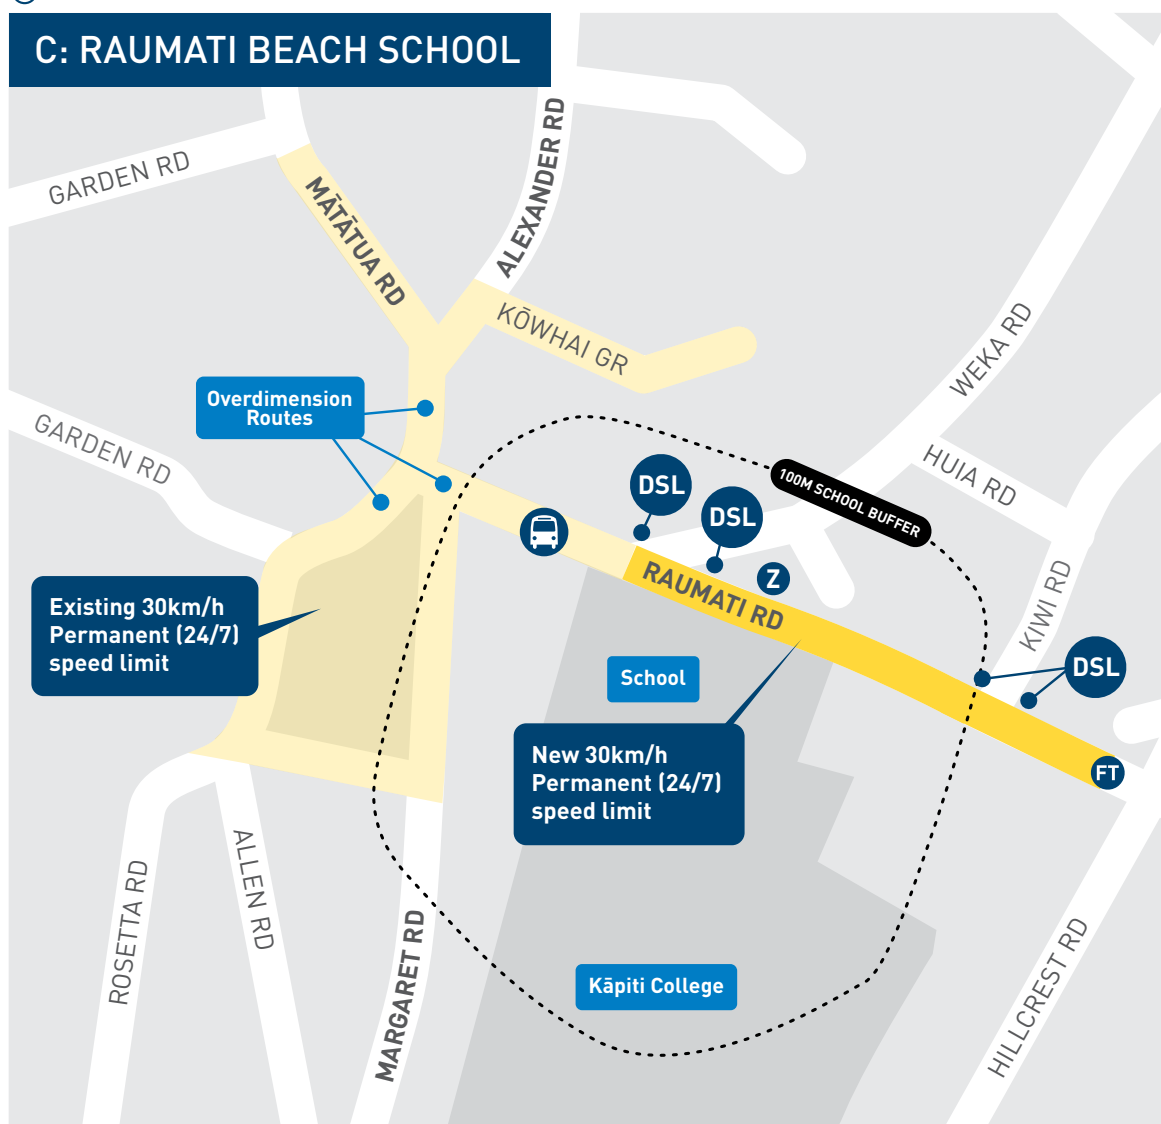 C: RAUMATI BEACH SCHOOL
GARDEN RD
MĀTĀTUA RD
ALEXANDER RD
KŌWHAI GR
WEKA RD
Overdimension
Routes
GARDEN RD
HUIA RD
100M SCHOOL BUFFER
DSL
DSL
Z
RAUMATI RD
KIWI RD
DSL
Existing 30km/h
Permanent (24/7)
speed limit
School
New 30km/h
Permanent (24/7)
speed limit
FT
ROSETTA RD
ALLEN RD
MARGARET RD
Kāpiti College
HILLCREST RD